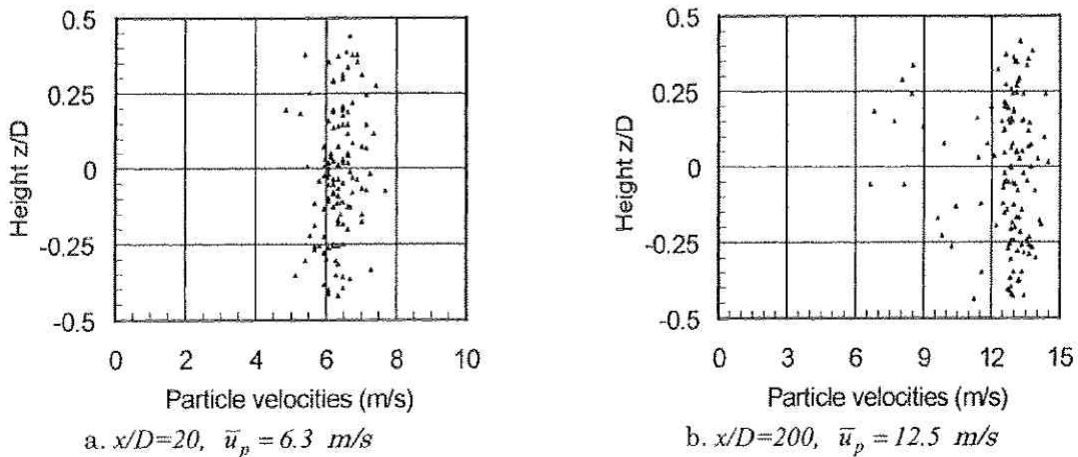 0.5
0.25
0
-0.25
-0.5
Height z/D
0 2 4 6 8 10
Particle velocities (m/s)
a. x/D=20, u̅p = 6.3 m/s
0.5
0.25
0
-0.25
-0.5
Height z/D
0 3 6 9 12 15
Particle velocities (m/s)
b. x/D=200, u̅p = 12.5 m/s